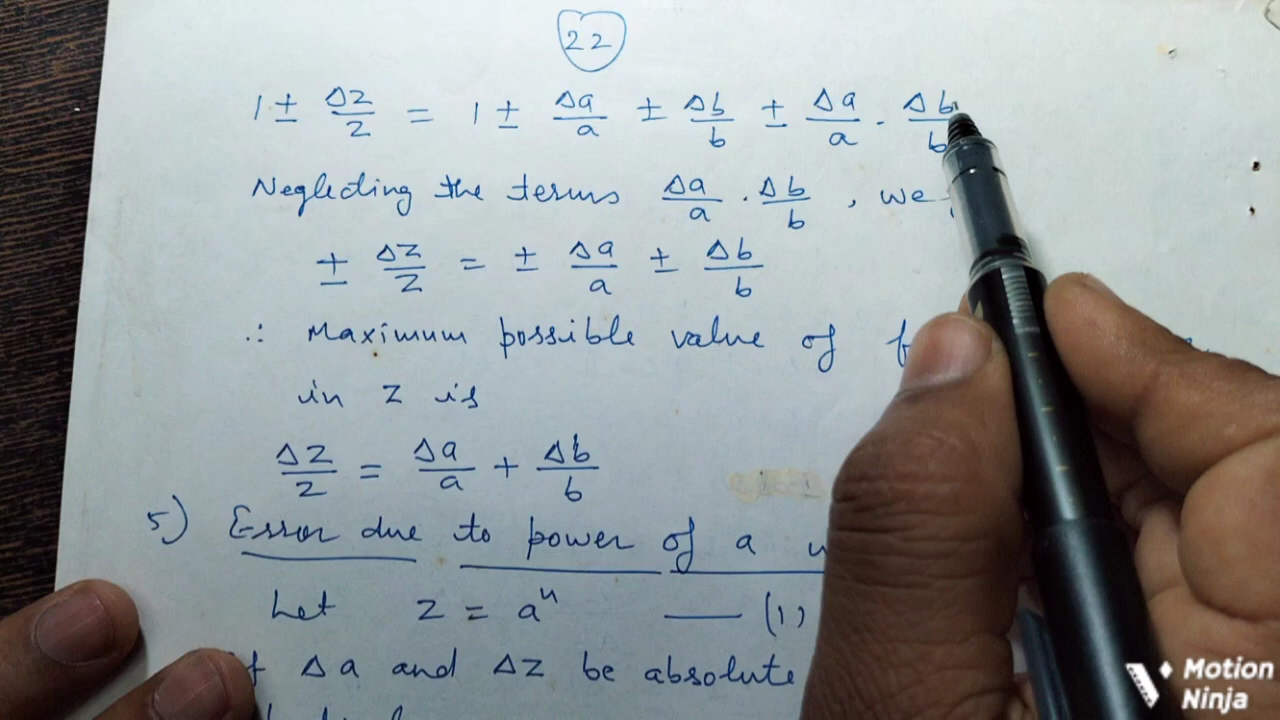 22
1 ± Δz/z = 1 ± Δa/a ± Δb/b ± Δa/a . Δb/b
Neglecting the terms Δa/a . Δb/b , we
± Δz/z = ± Δa/a ± Δb/b
∴ Maximum possible value of
in z is
Δz/z = Δa/a + Δb/b
5) Error due to power of a
Let z = aⁿ —— (1)
Δa and Δz be absolute
Motion
Ninja